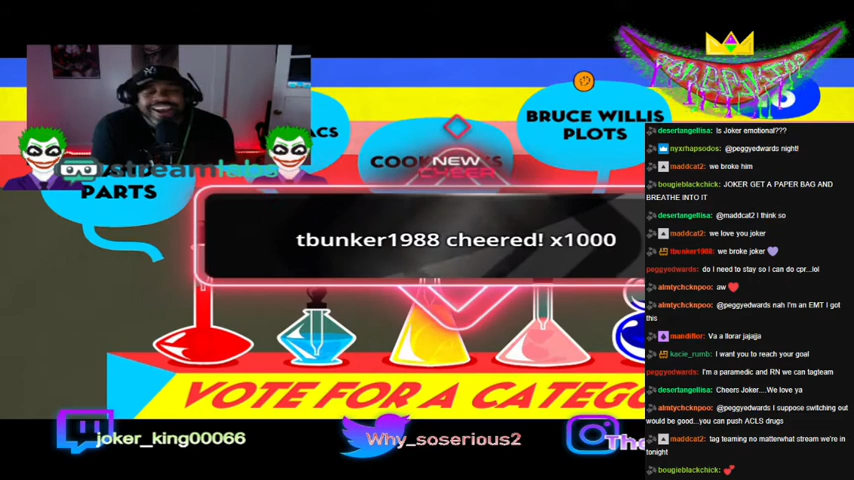 BRUCE WILLIS
PLOTS
PARTS
streamlabs
NEW
CHEER
tbunker1988 cheered! x1000
VOTE FOR A CATEG
joker_king00066
Why_soserious2
The
desertangellisa: Is Joker emotional???
nyxrhapsodos: @peggyedwards night!
maddcat2: we broke him
bougieblackchick: JOKER GET A PAPER BAG AND
BREATHE INTO IT
desertangellisa: @maddcat2 I think so
maddcat2: we love you joker
tbunker1988: we broke joker 💜
peggyedwards: do I need to stay so I can do cpr...lol
almtychcknpoo: aw ❤️
almtychcknpoo: @peggyedwards nah I'm an EMT I got
this
mandiflor: Va a llorar jajajja
kacie_rumb: I want you to reach your goal
peggyedwards: I'm a paramedic and RN we can tagteam
desertangellisa: Cheers Joker....We love ya
almtychcknpoo: @peggyedwards I suppose switching out
would be good...you can push ACLS drugs
maddcat2: tag teaming no matterwhat stream we're in
tonight
bougieblackchick: 💕